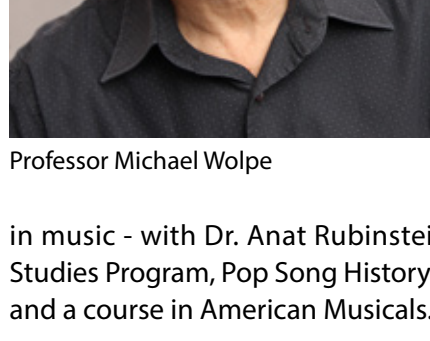 Professor Michael Wolpe
in music - with Dr. Anat Rubinstei
Studies Program, Pop Song History
and a course in American Musicals.